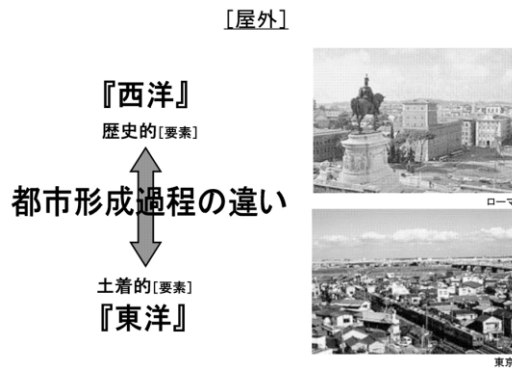 [屋外]
『西洋』
歴史的[要素]
都市形成過程の違い
土着的[要素]
『東洋』
ローマ
東京